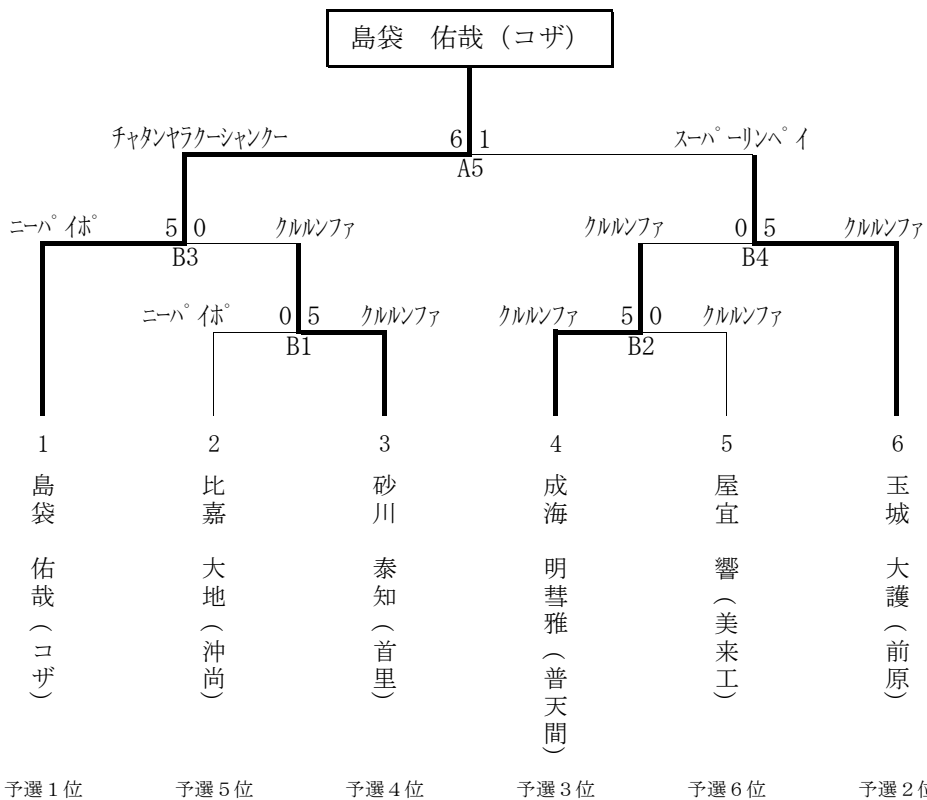 島袋　佑哉（コザ）
チャタンヤラクーシャンクー 6 1 スーパーリンペイ
A5
ニーパイポ 5 0 クルルンファ クルルンファ 0 5 クルルンファ
B3 B4
ニーパイポ 0 5 クルルンファ クルルンファ 5 0 クルルンファ
B1 B2
1 2 3 4 5 6
島袋　佑哉（コザ）
比嘉　大地（沖尚）
砂川　泰知（首里）
成海　明彗雅（普天間）
屋宜　響（美来工）
玉城　大護（前原）
予選１位 予選５位 予選４位 予選３位 予選６位 予選２位